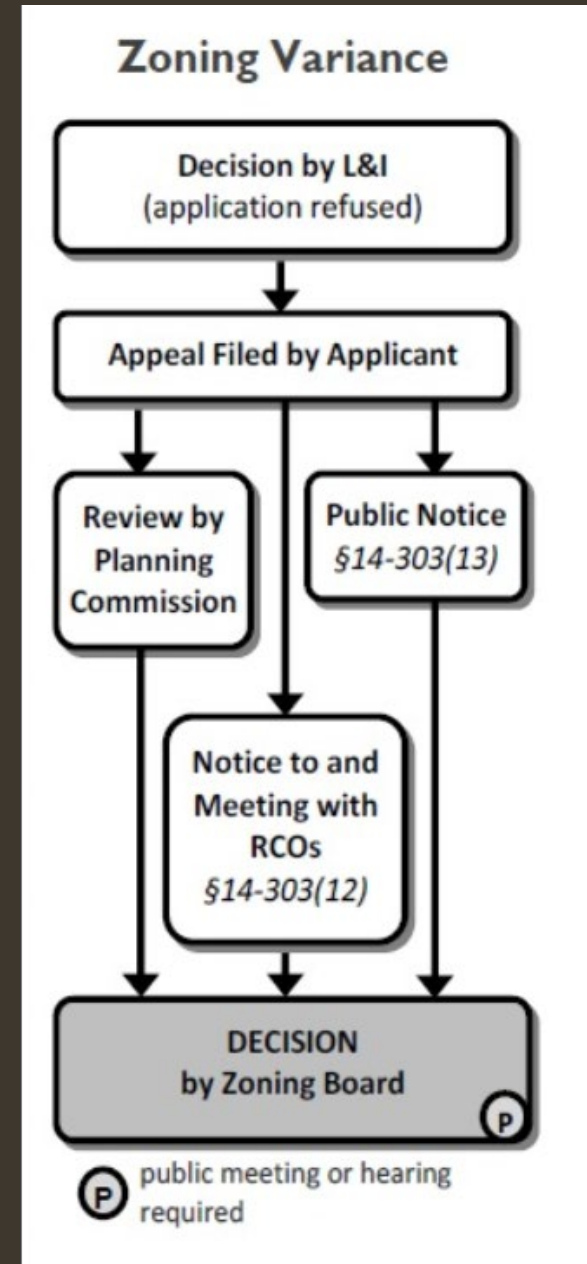 Zoning Variance
Decision by L&I
(application refused)
Appeal Filed by Applicant
Review by
Planning
Commission
Public Notice
§14-303(13)
Notice to and
Meeting with
RCOs
§14-303(12)
DECISION
by Zoning Board
P
P
public meeting or hearing
required